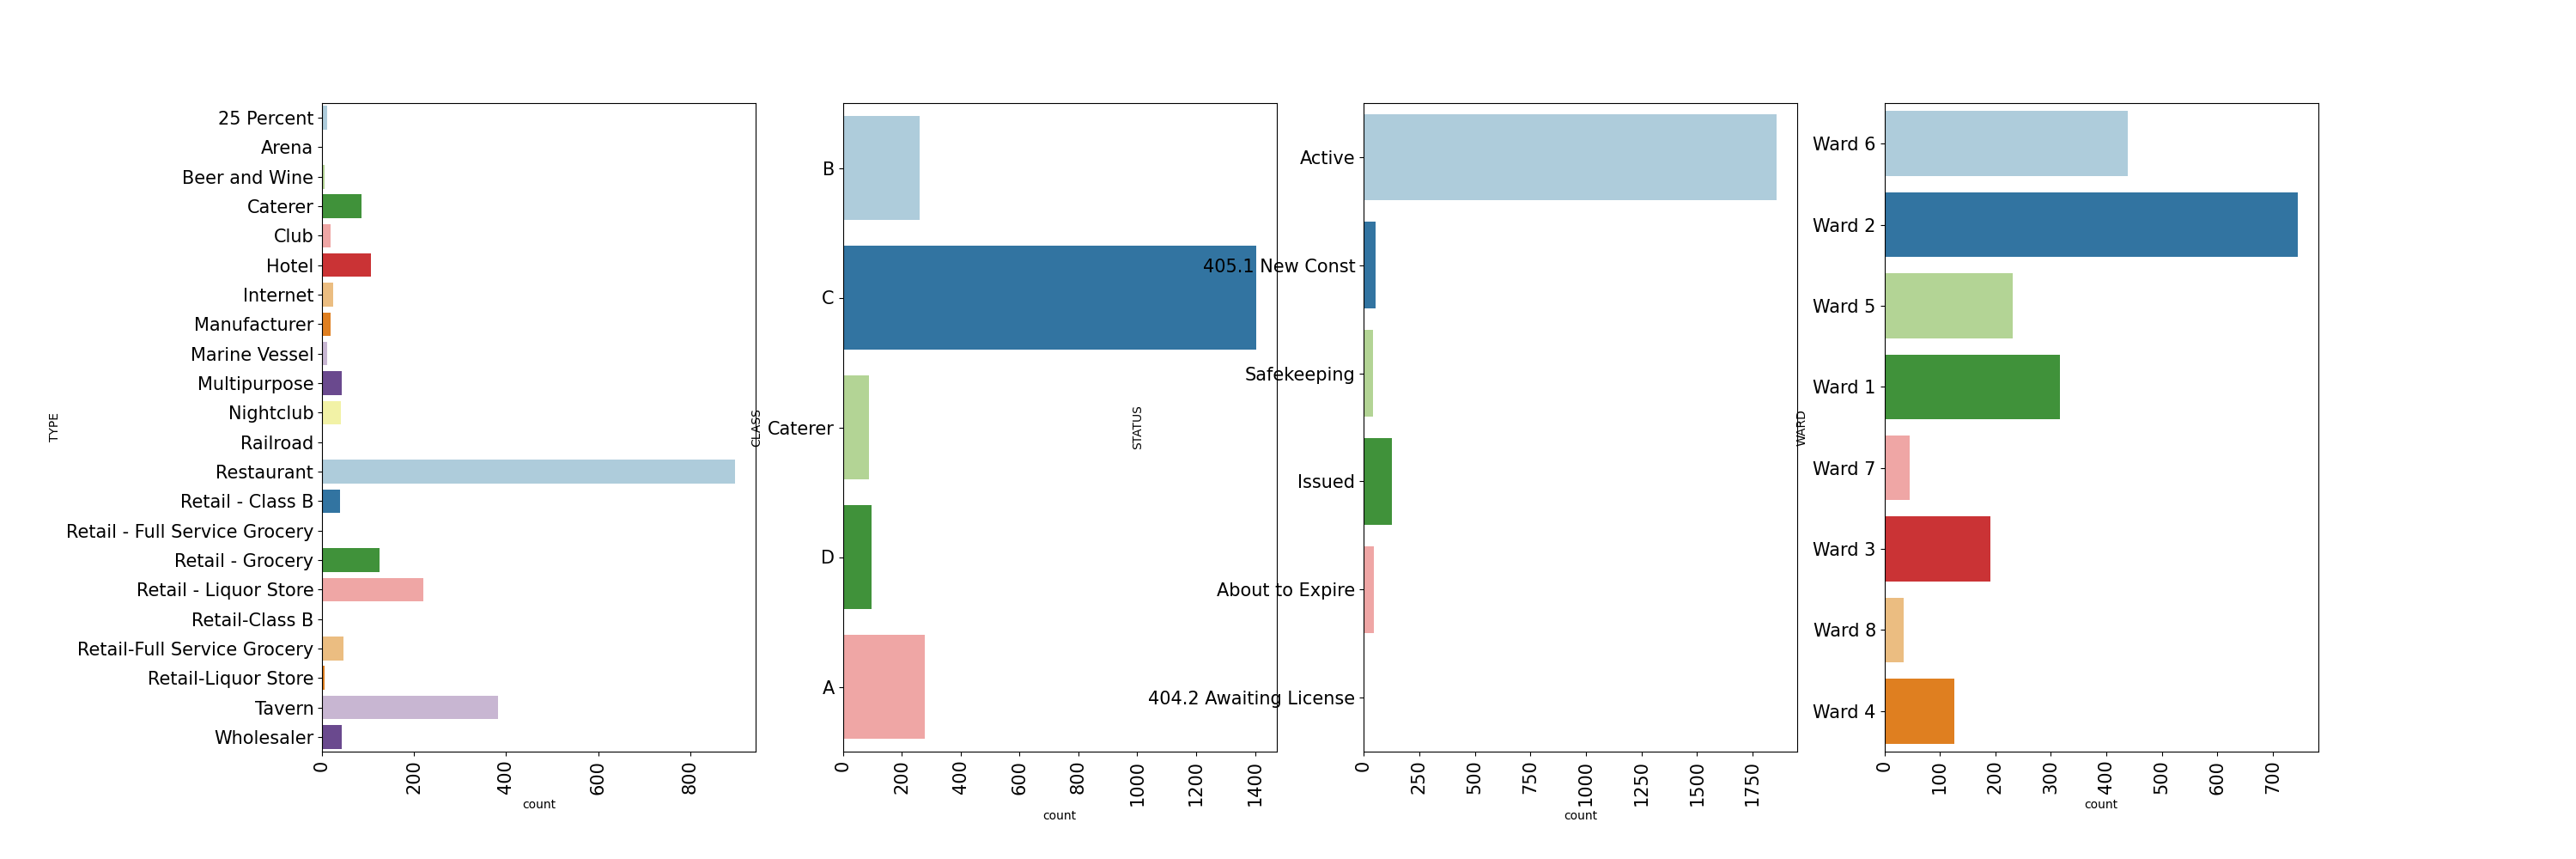 TYPE
25 Percent
Arena
Beer and Wine
Caterer
Club
Hotel
Internet
Manufacturer
Marine Vessel
Multipurpose
Nightclub
Railroad
Restaurant
Retail - Class B
Retail - Full Service Grocery
Retail - Grocery
Retail - Liquor Store
Retail-Class B
Retail-Full Service Grocery
Retail-Liquor Store
Tavern
Wholesaler
0 200 400 600 800
count
CLASS
B
C
Caterer
D
A
0 200 400 600 800 1000 1200 1400
count
STATUS
Active
405.1 New Const
Safekeeping
Issued
About to Expire
404.2 Awaiting License
0 250 500 750 1000 1250 1500 1750
count
WARD
Ward 6
Ward 2
Ward 5
Ward 1
Ward 7
Ward 3
Ward 8
Ward 4
0 100 200 300 400 500 600 700
count